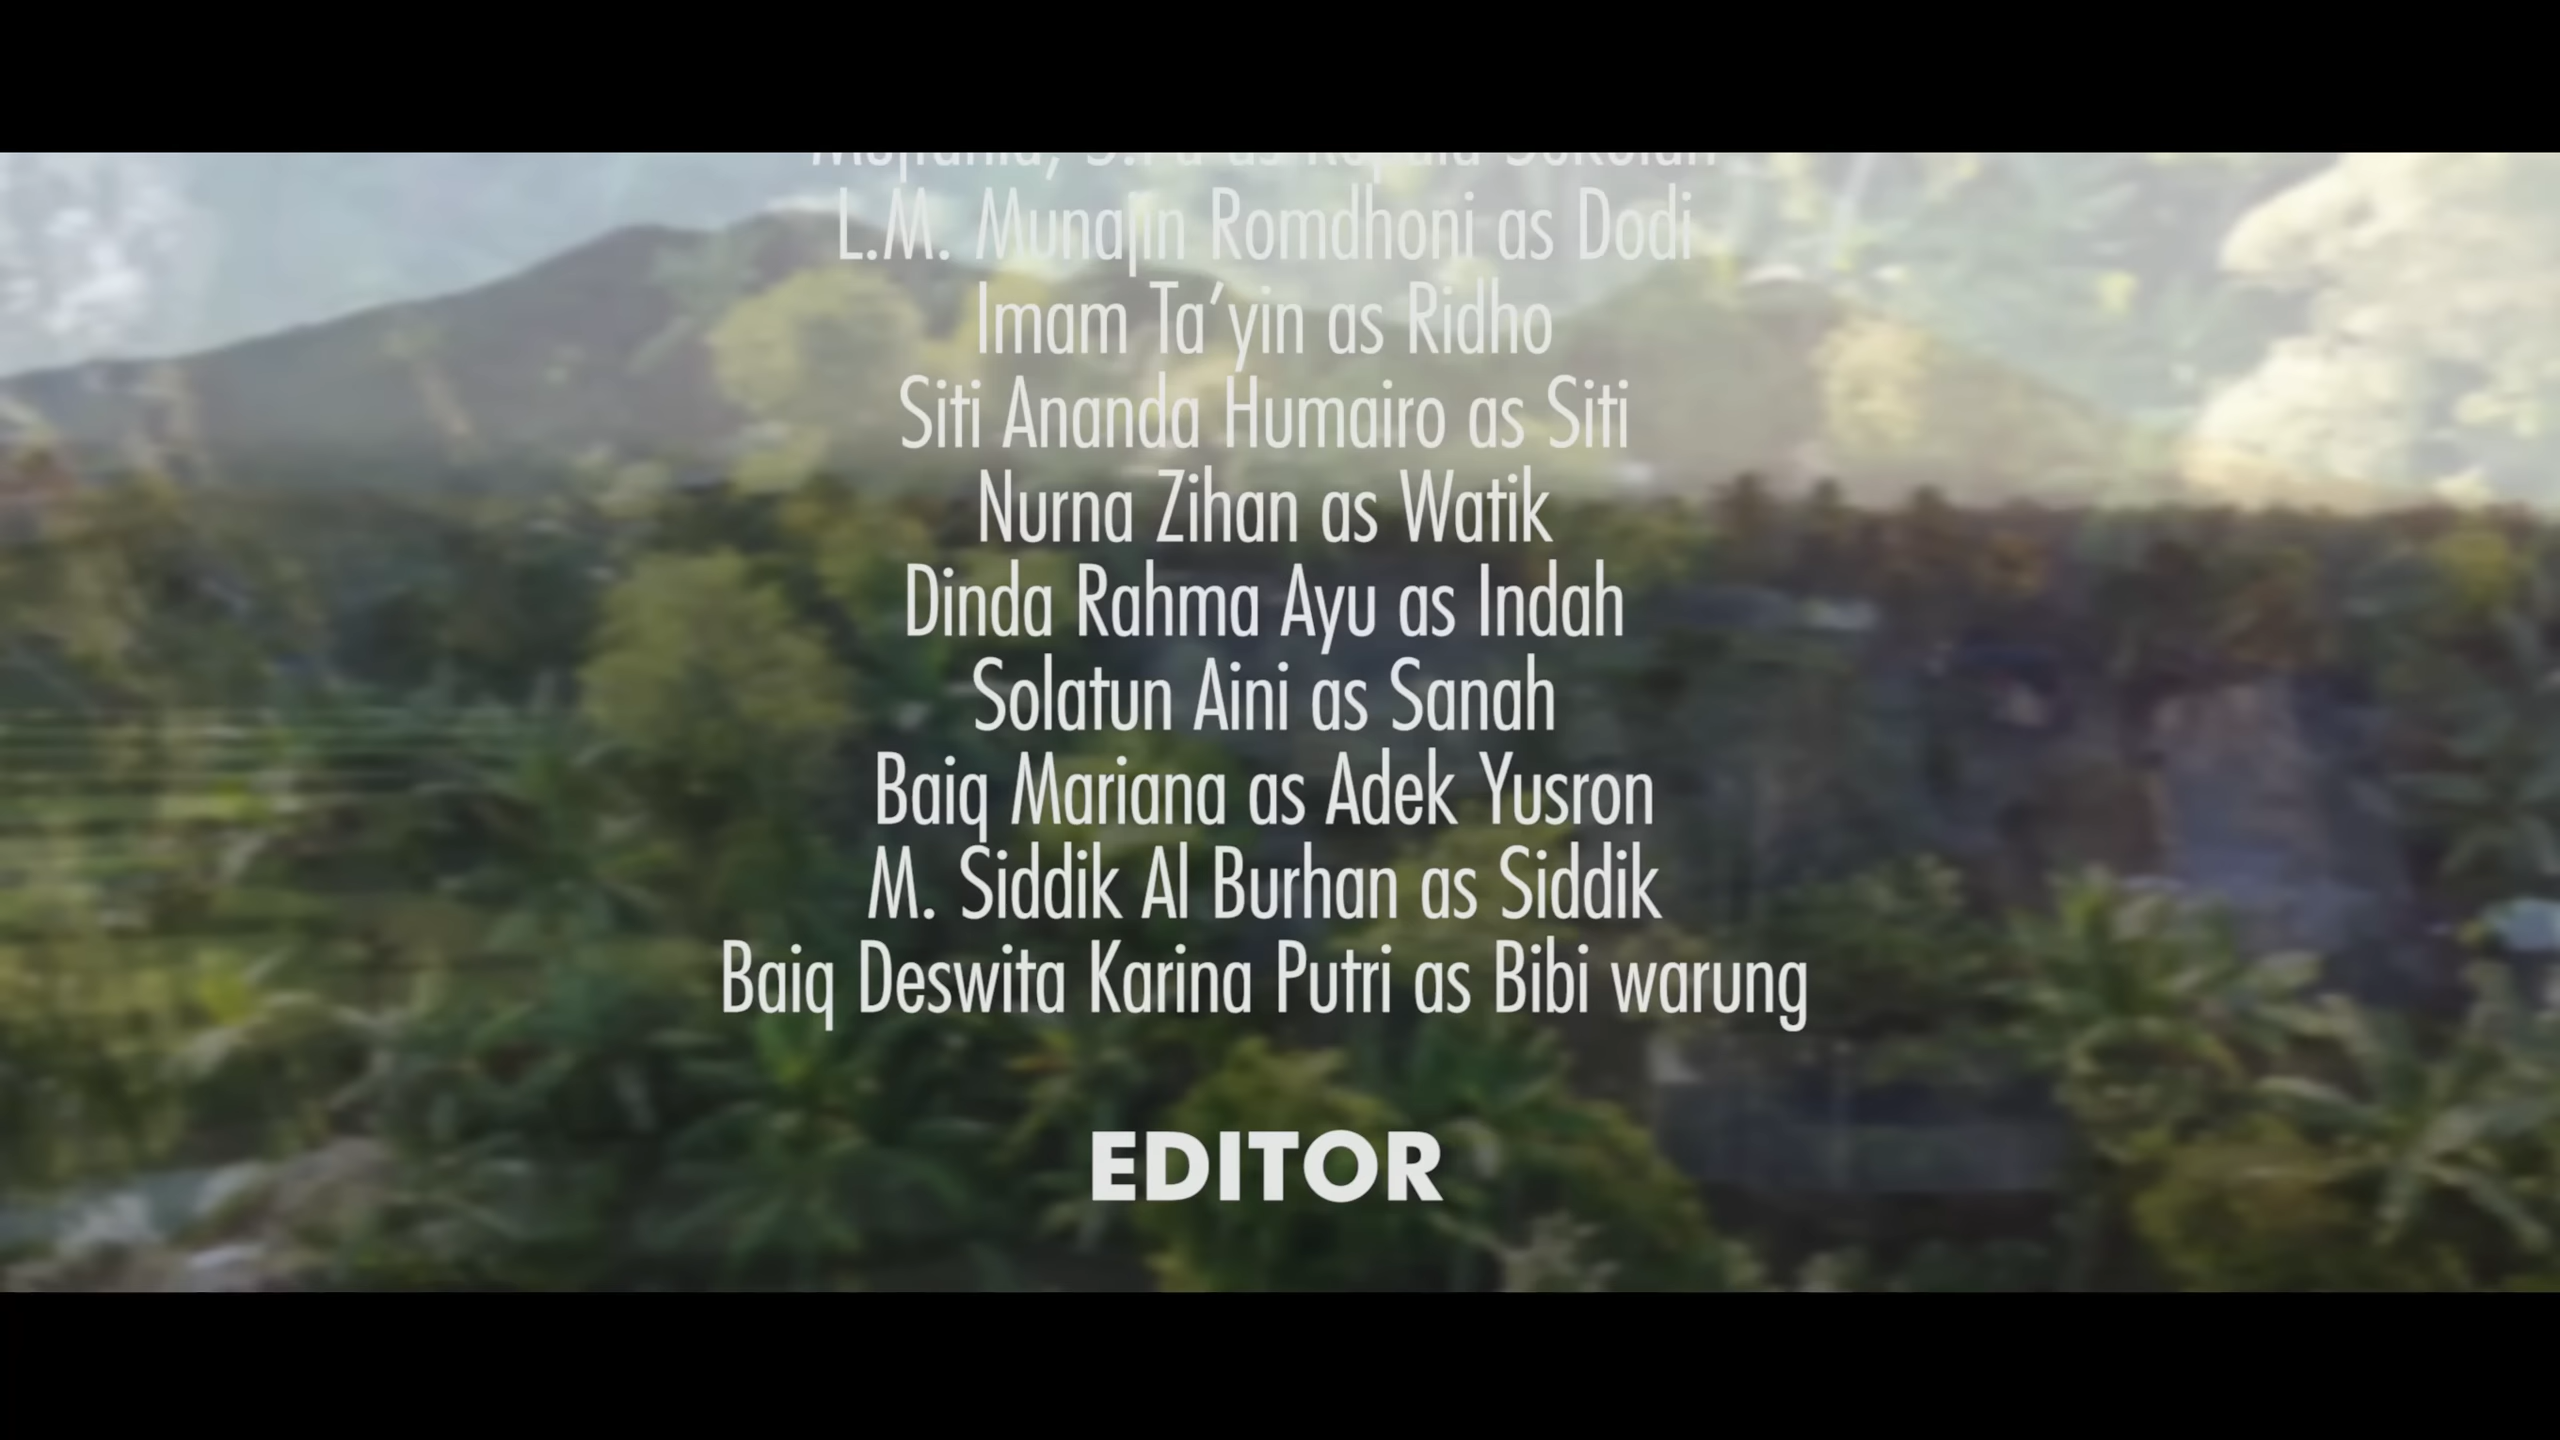 L.M. Munajin Romdhoni as Dodi
Imam Ta'yin as Ridho
Siti Ananda Humairo as Siti
Nurna Zihan as Watik
Dinda Rahma Ayu as Indah
Solatun Aini as Sanah
Baiq Mariana as Adek Yusron
M. Siddik Al Burhan as Siddik
Baiq Deswita Karina Putri as Bibi warung
EDITOR